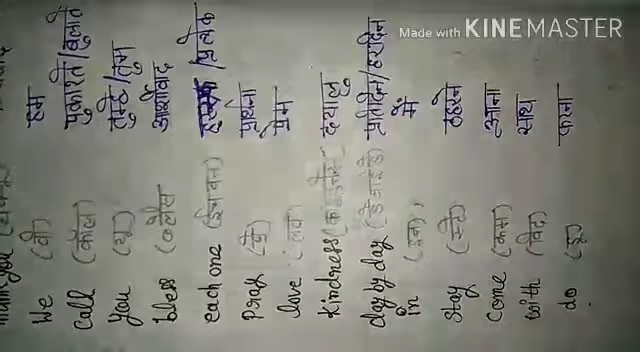 Made with KINEMASTER
We (वी) हम
Call (कॉल) पुकारते/बुलाते
You (यू) तुम्हें/तुम
bless (ब्लैस) आशीर्वाद
each one (ईच वन) /प्रत्येक
Pray (प्रे) प्रार्थना
love (लव) प्रेम
Kindness (काइंडनेस) दयालु
day by day (डे बाई डे) प्रतिदिन/हरदिन
in (इन) में
Stay (स्टे) ठहरने
Come (कम) आना
with (विद) साथ
do (डू) करना